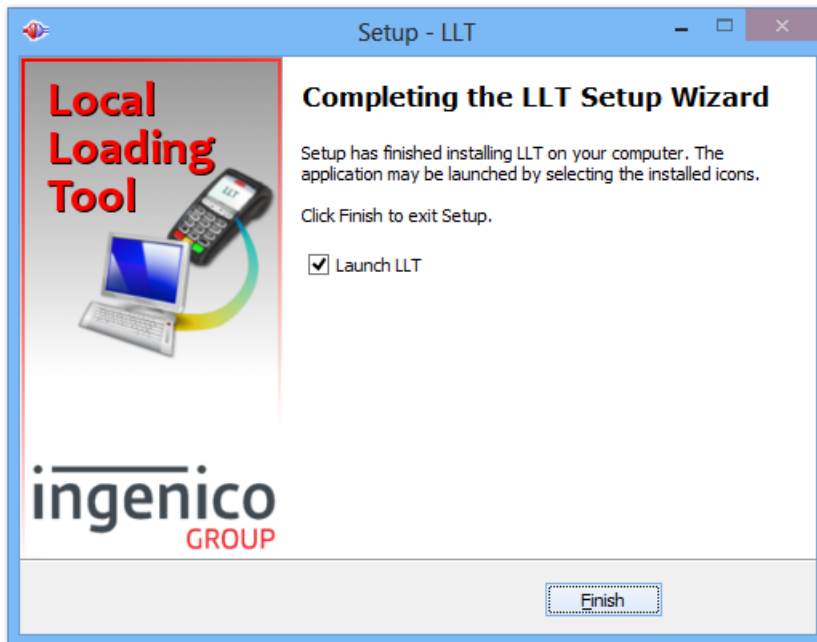 Setup - LLT
Local
Loading
Tool
LLT
Completing the LLT Setup Wizard
Setup has finished installing LLT on your computer. The
application may be launched by selecting the installed icons.
Click Finish to exit Setup.
Launch LLT
ingenico
GROUP
Finish